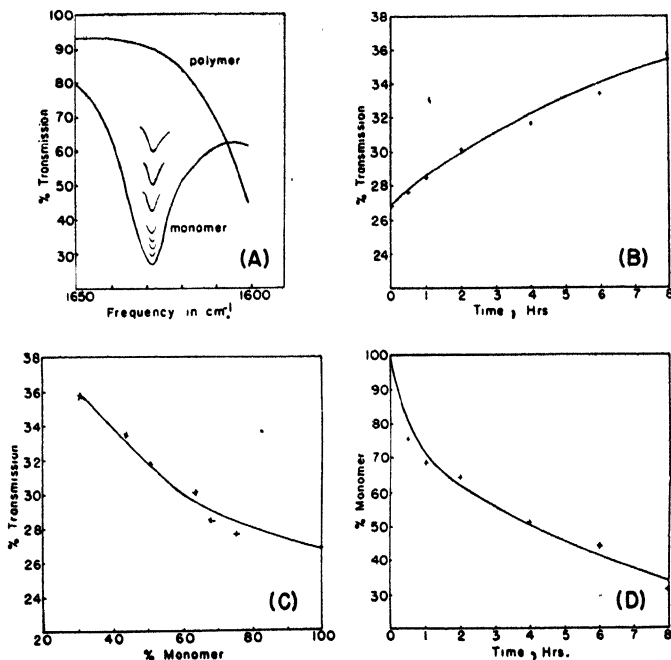 100
90
80
70
60
50
40
30
% Transmission
polymer
monomer
(A)
1650
1600
Frequency in cm.-1
38
36
34
32
30
28
26
24
% Transmission
(B)
0 1 2 3 4 5 6 7 8
Time, Hrs
38
36
34
32
30
28
26
24
22
% Transmission
(C)
20 40 60 80 100
% Monomer
100
90
80
70
60
50
40
30
% Monomer
(D)
0 1 2 3 4 5 6 7 8
Time, Hrs.